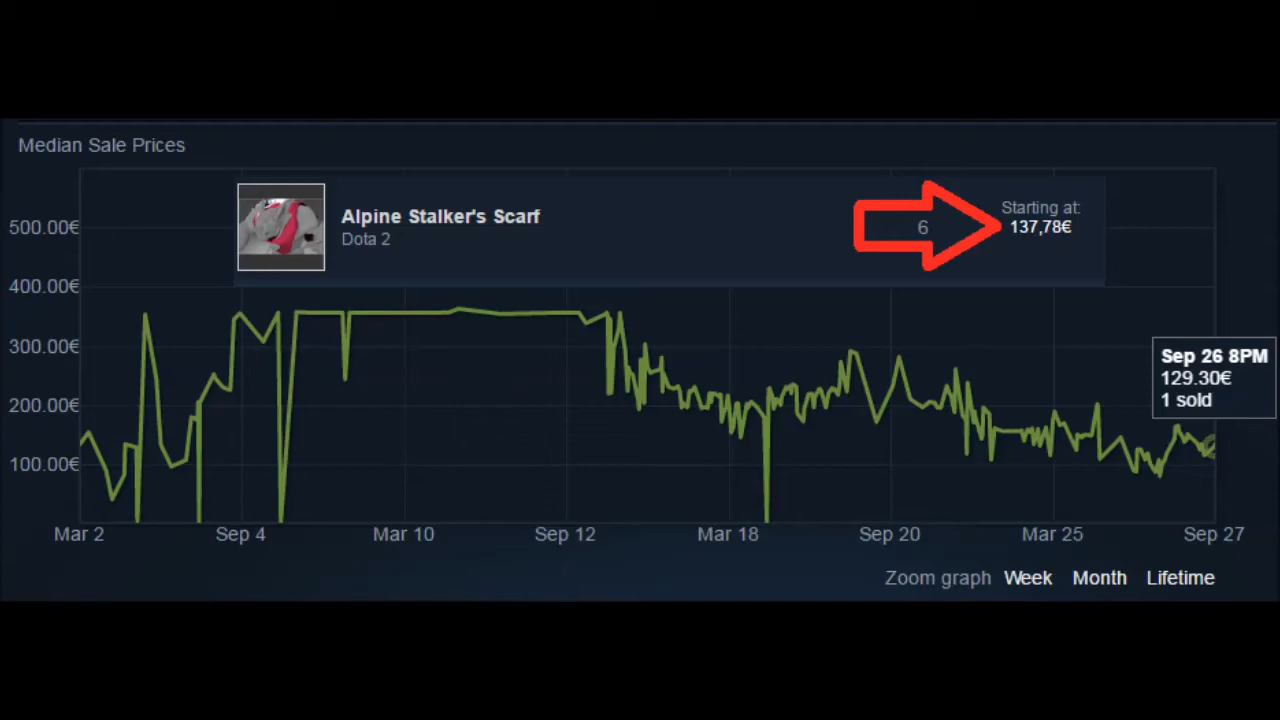 Median Sale Prices
Alpine Stalker's Scarf
Dota 2
6
Starting at:
137,78€
500.00€
400.00€
300.00€
200.00€
100.00€
Sep 26 8PM
129.30€
1 sold
Mar 2 Sep 4 Mar 10 Sep 12 Mar 18 Sep 20 Mar 25 Sep 27
Zoom graph Week Month Lifetime